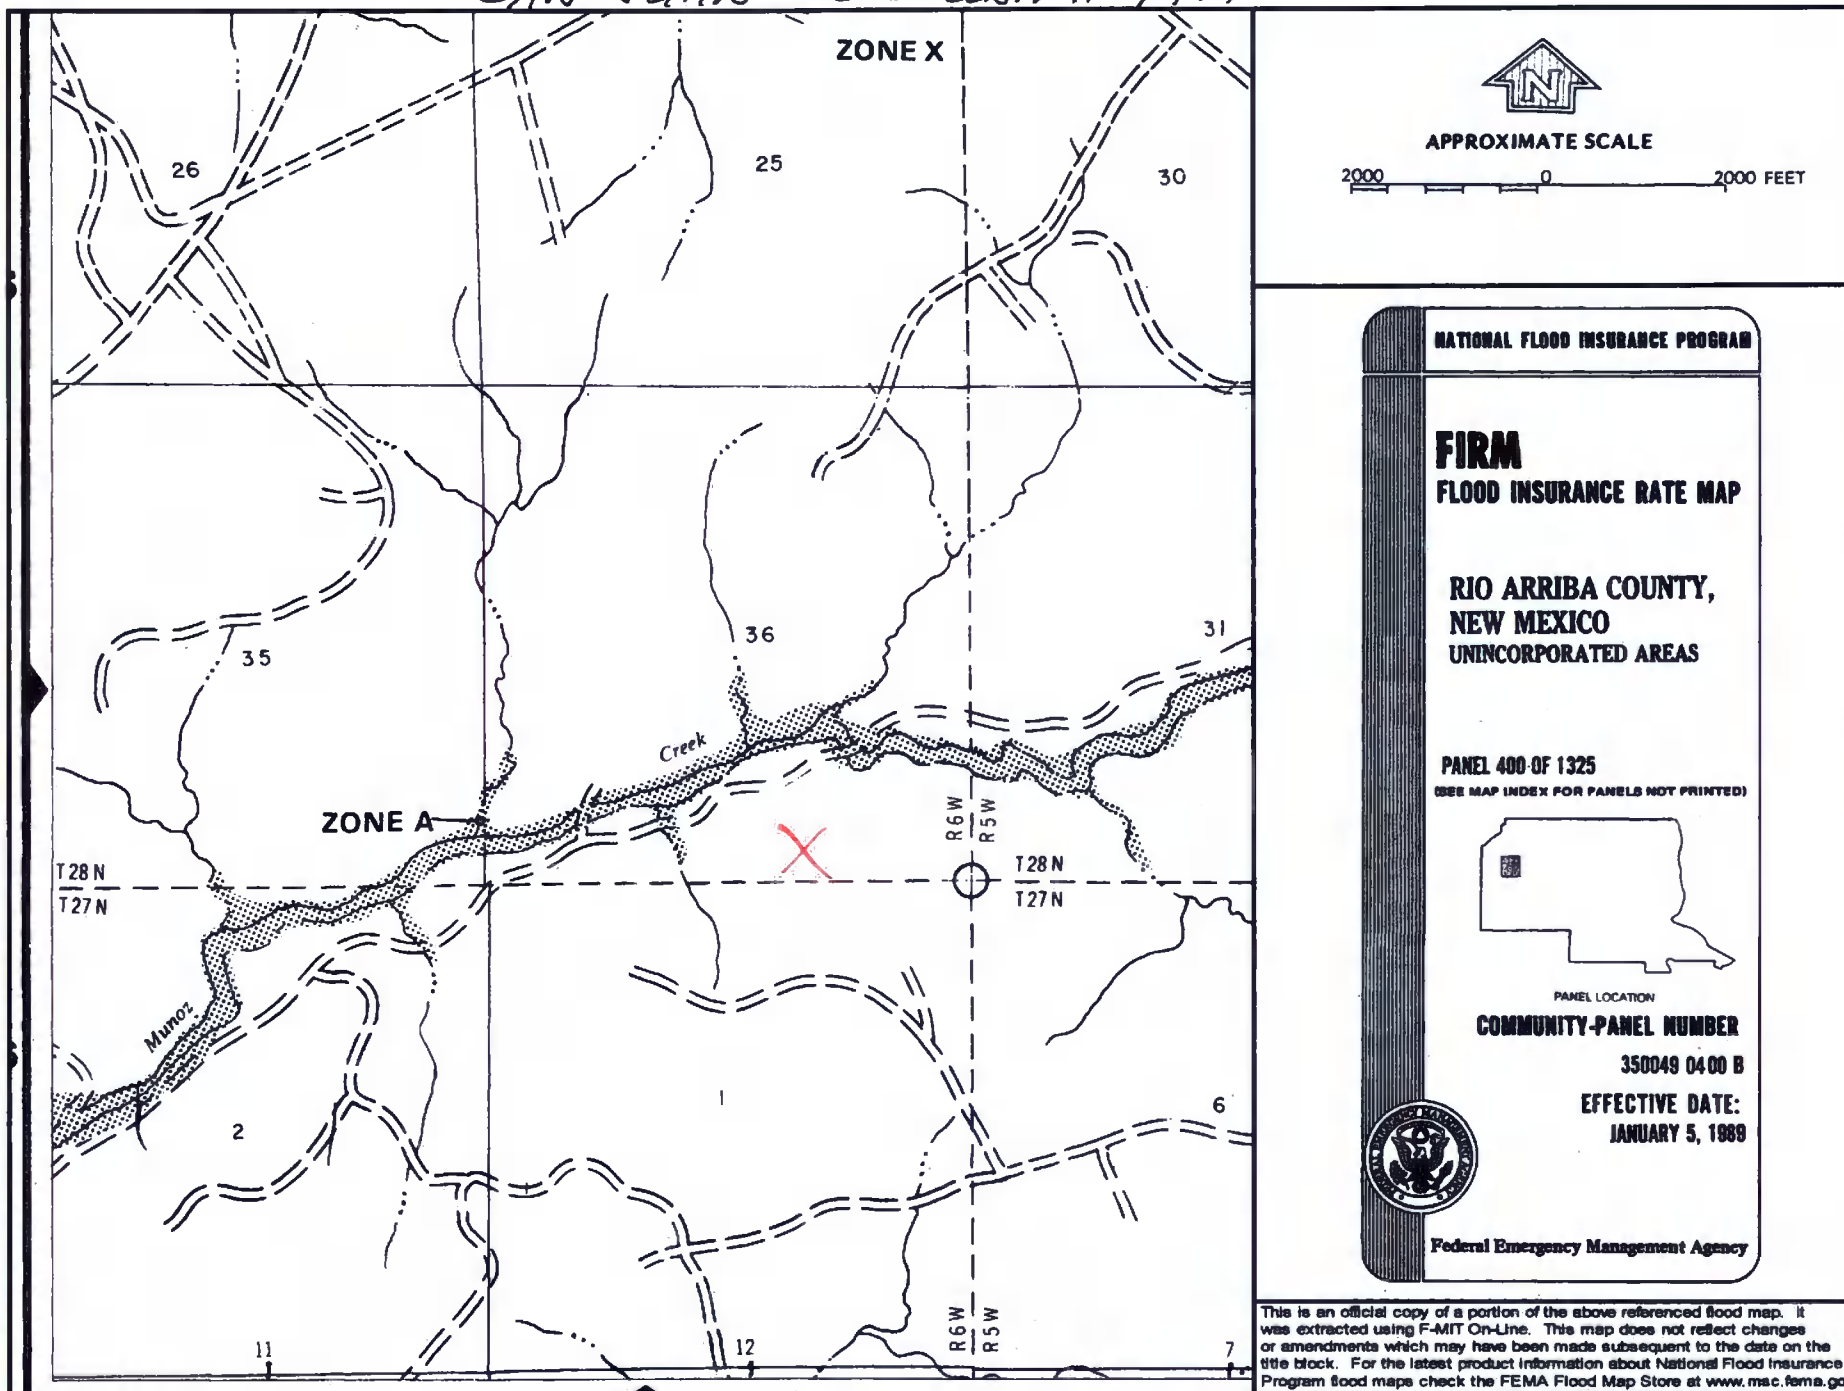 ZONE X
26
25
30
35
36
31
Creek
ZONE A
R6W
R5W
T28N
T27N
T28N
T27N
Munoz
2
1
6
R6W
R5W
11
12
7
N
APPROXIMATE SCALE
2000 0 2000 FEET
NATIONAL FLOOD INSURANCE PROGRAM
FIRM
FLOOD INSURANCE RATE MAP
RIO ARRIBA COUNTY,
NEW MEXICO
UNINCORPORATED AREAS
PANEL 400 OF 1325
(SEE MAP INDEX FOR PANELS NOT PRINTED)
PANEL LOCATION
COMMUNITY-PANEL NUMBER
350049 0400 B
EFFECTIVE DATE:
JANUARY 5, 1989
Federal Emergency Management Agency
This is an official copy of a portion of the above referenced flood map. It
was extracted using F-MIT On-Line. This map does not reflect changes
or amendments which may have been made subsequent to the date on the
title block. For the latest product information about National Flood Insurance
Program flood maps check the FEMA Flood Map Store at www.msc.fema.go